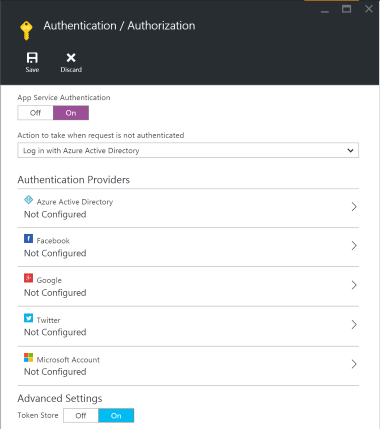 Authentication / Authorization
Save Discard
App Service Authentication
Off On
Action to take when request is not authenticated
Log in with Azure Active Directory
Authentication Providers
Azure Active Directory
Not Configured
Facebook
Not Configured
Google
Not Configured
Twitter
Not Configured
Microsoft Account
Not Configured
Advanced Settings
Token Store Off On